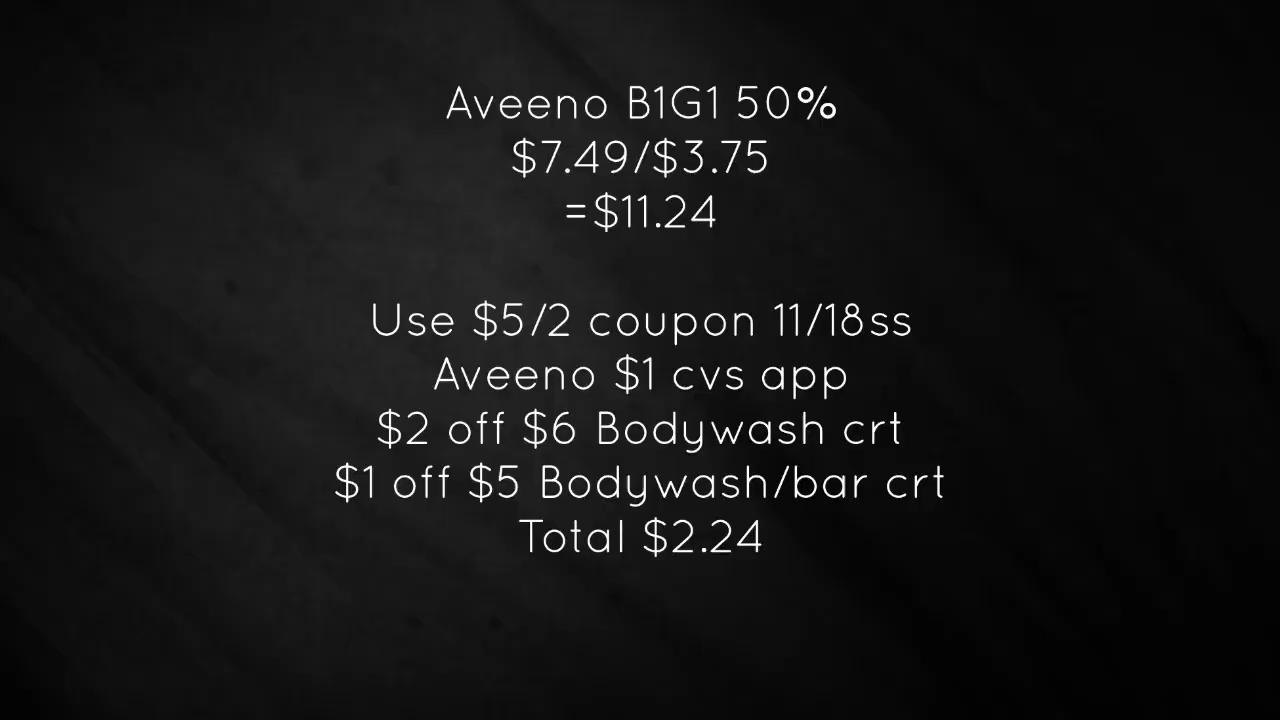 Aveeno B1G1 50%
$7.49/$3.75
=$11.24
Use $5/2 coupon 11/18ss
Aveeno $1 cvs app
$2 off $6 Bodywash crt
$1 off $5 Bodywash/bar crt
Total $2.24